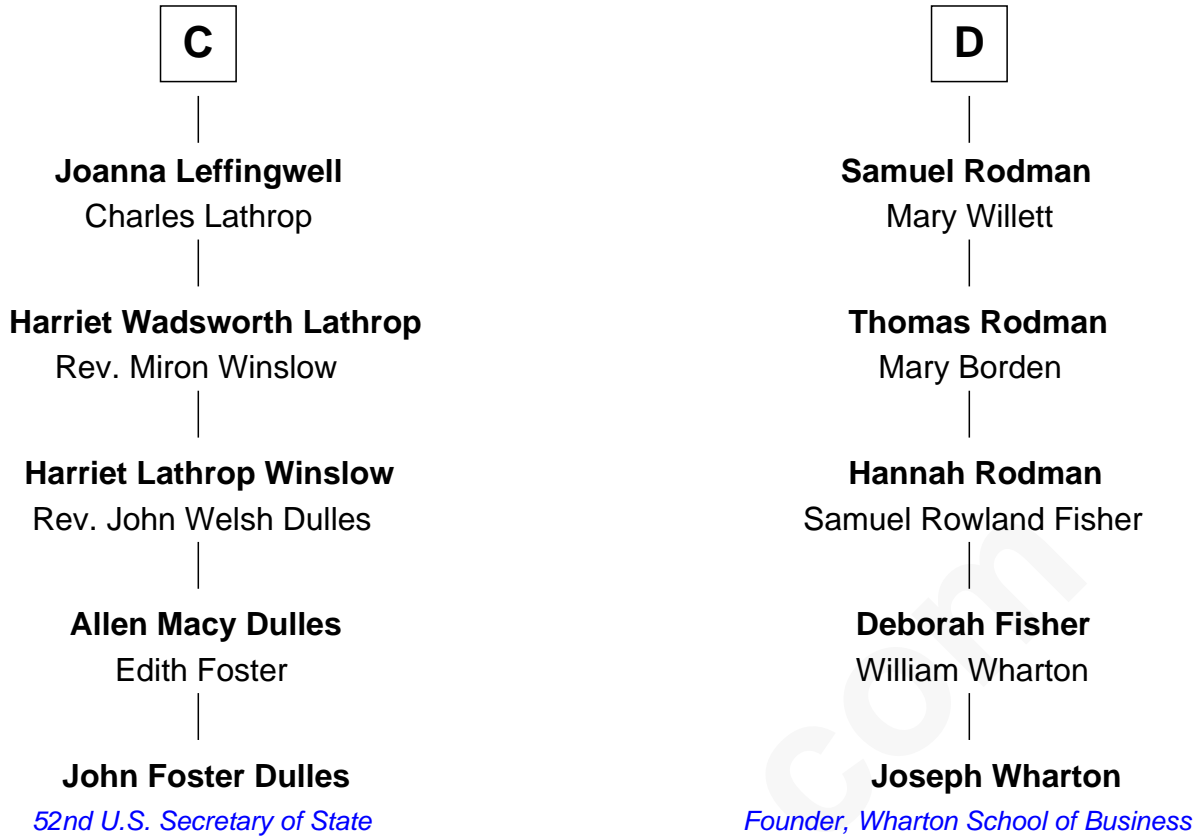 C
Joanna Leffingwell
Charles Lathrop
Harriet Wadsworth Lathrop
Rev. Miron Winslow
Harriet Lathrop Winslow
Rev. John Welsh Dulles
Allen Macy Dulles
Edith Foster
John Foster Dulles
52nd U.S. Secretary of State
D
Samuel Rodman
Mary Willett
Thomas Rodman
Mary Borden
Hannah Rodman
Samuel Rowland Fisher
Deborah Fisher
William Wharton
Joseph Wharton
Founder, Wharton School of Business
com